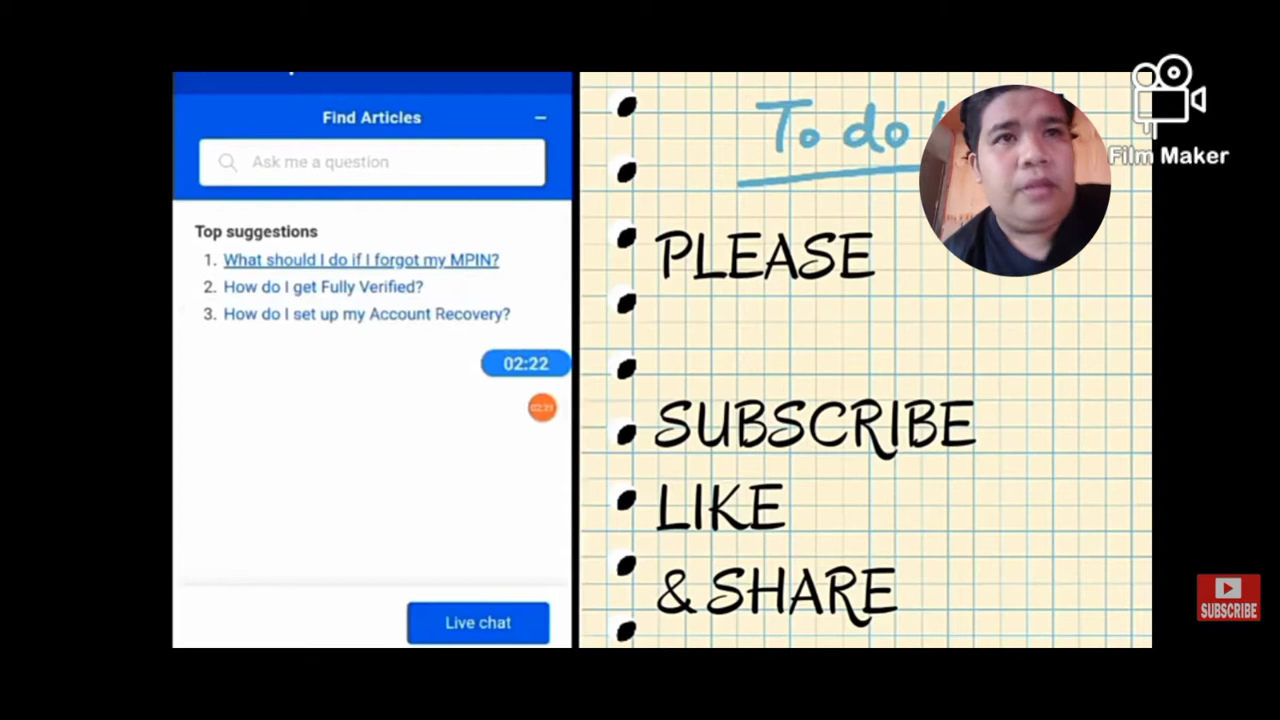 Find Articles
Ask me a question
Top suggestions
1. What should I do if I forgot my MPIN?
2. How do I get Fully Verified?
3. How do I set up my Account Recovery?
02:22
Live chat
To do
PLEASE
SUBSCRIBE
LIKE
& SHARE
Film Maker
SUBSCRIBE